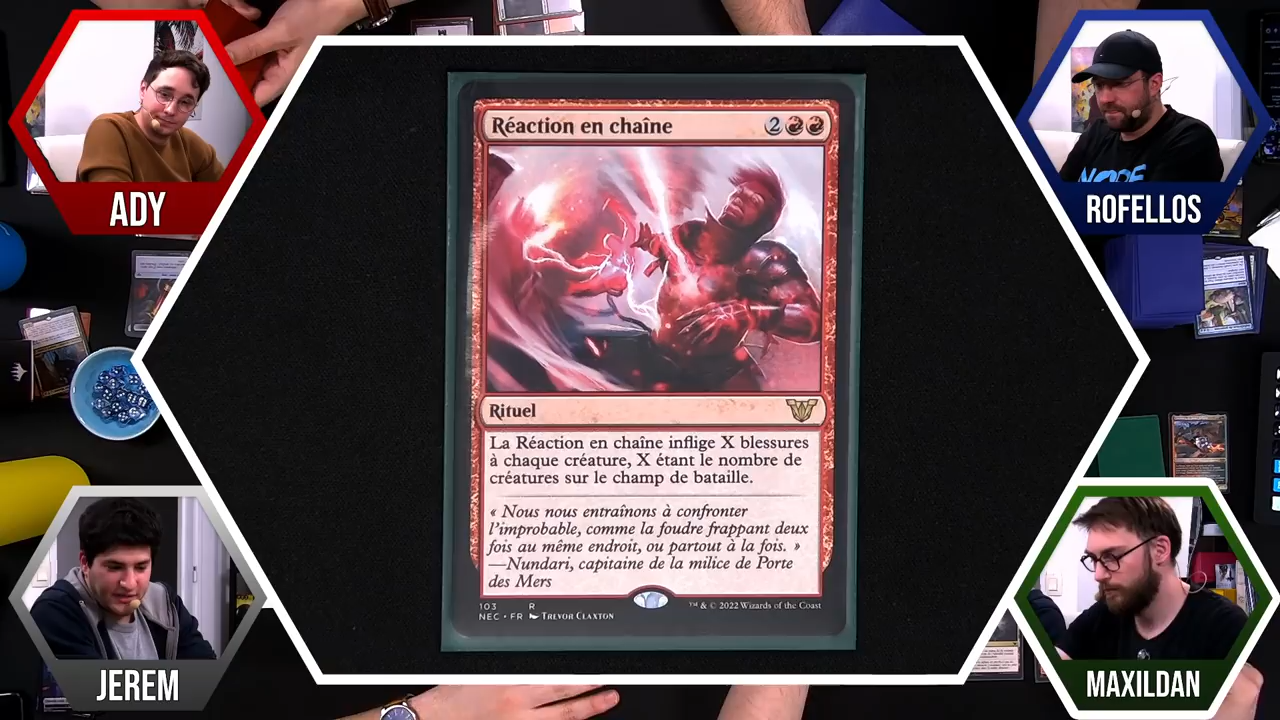 ADY
ROFELLOS
NOPE
Réaction en chaîne
2
Rituel
La Réaction en chaîne inflige X blessures
à chaque créature, X étant le nombre de
créatures sur le champ de bataille.
« Nous nous entraînons à confronter
l'improbable, comme la foudre frappant deux
fois au même endroit, ou partout à la fois. »
—Nundari, capitaine de la milice de Porte
des Mers
103 R
NEC • FR TREVOR CLAXTON
™ & © 2022 Wizards of the Coast
JEREM
MAXILDAN